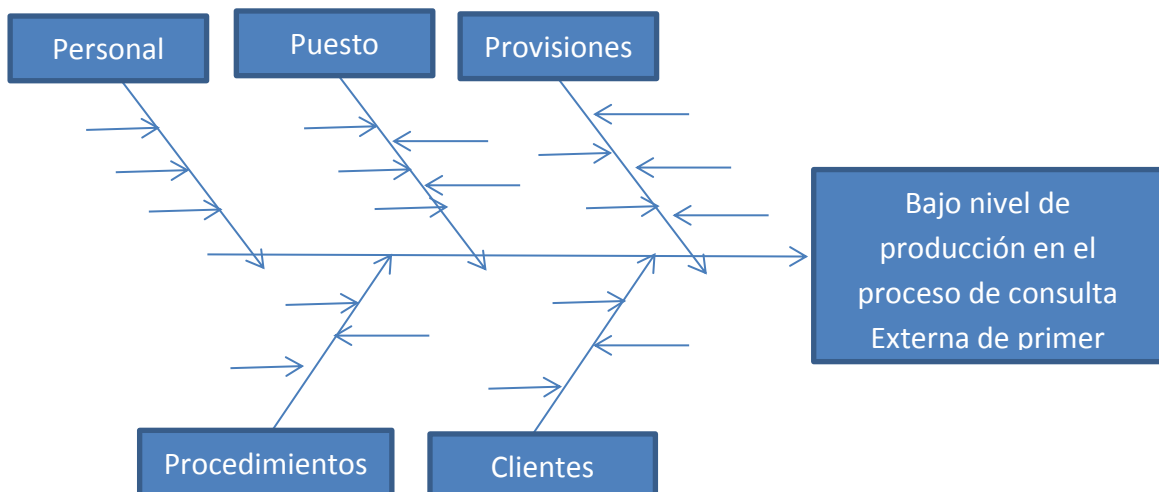 Personal
Puesto
Provisiones
Bajo nivel de
producción en el
proceso de consulta
Externa de primer
Procedimientos
Clientes